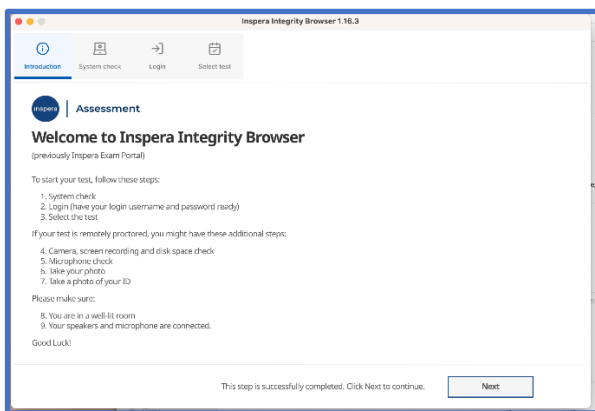 Inspera Integrity Browser 1.16.3
Introduction
System check
Login
Select test
inspera
Assessment
Welcome to Inspera Integrity Browser
(previously Inspera Exam Portal)
To start your test, follow these steps:
1. System check
2. Login (have your login username and password ready)
3. Select the test
If your test is remotely proctored, you might have these additional steps:
4. Camera, screen recording and disk space check
5. Microphone check
6. Take your photo
7. Take a photo of your ID
Please make sure:
8. You are in a well-lit room
9. Your speakers and microphone are connected.
Good Luck!
This step is successfully completed. Click Next to continue.
Next